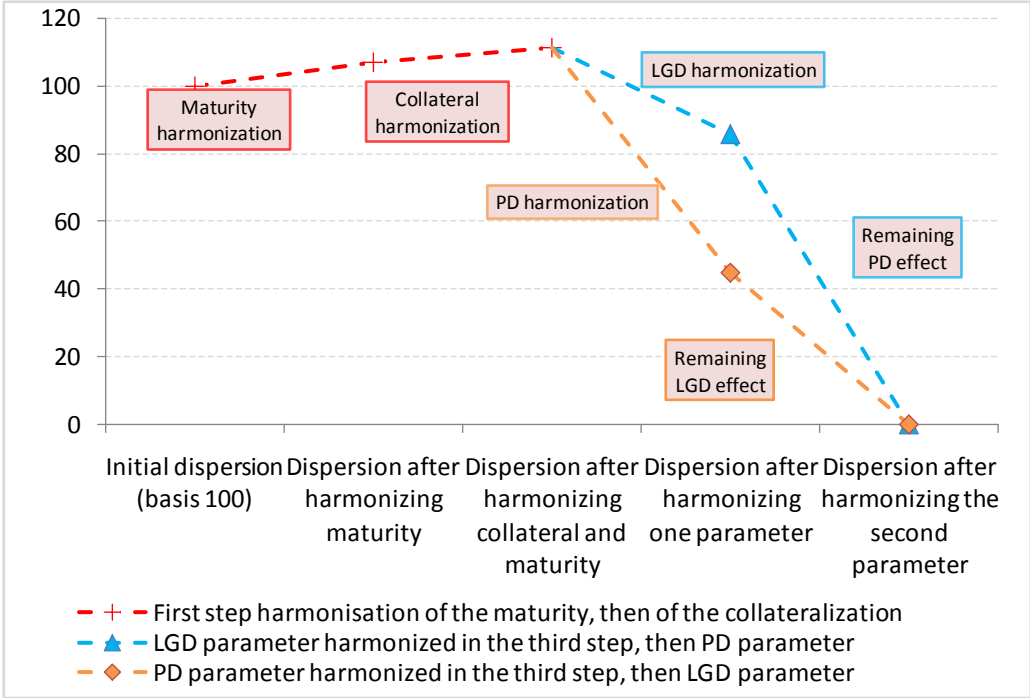 120
100
80
60
40
20
0
Maturity
harmonization
Collateral
harmonization
LGD harmonization
PD harmonization
Remaining
PD effect
Remaining
LGD effect
Initial dispersion
(basis 100)
Dispersion after
harmonizing
maturity
Dispersion after
harmonizing
collateral and
maturity
Dispersion after
harmonizing
one parameter
Dispersion after
harmonizing the
second
parameter
First step harmonisation of the maturity, then of the collateralization
LGD parameter harmonized in the third step, then PD parameter
PD parameter harmonized in the third step, then LGD parameter